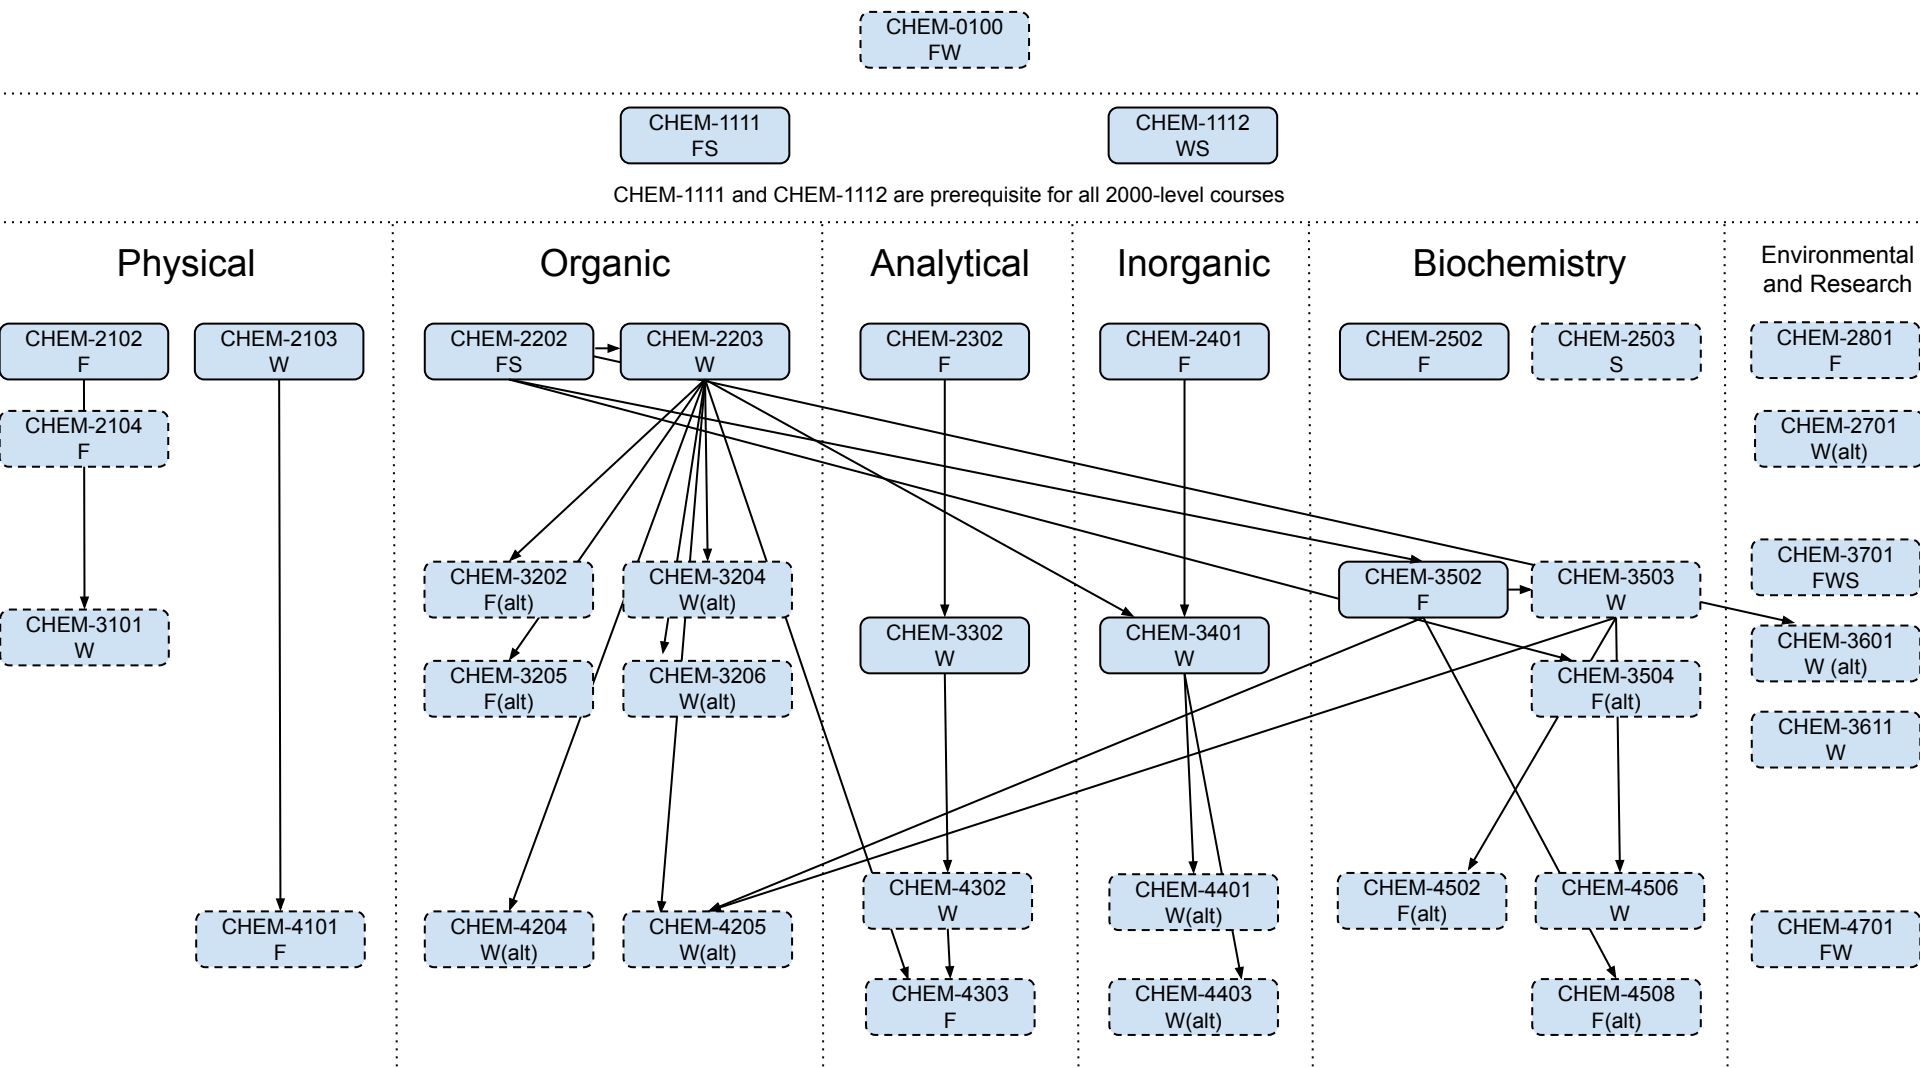 CHEM-0100
FW
CHEM-1111
FS
CHEM-1112
WS
CHEM-1111 and CHEM-1112 are prerequisite for all 2000-level courses
Physical
Organic
Analytical
Inorganic
Biochemistry
Environmental
and Research
CHEM-2102
F
CHEM-2103
W
CHEM-2202
FS
CHEM-2203
W
CHEM-2302
F
CHEM-2401
F
CHEM-2502
F
CHEM-2503
S
CHEM-2801
F
CHEM-2104
F
CHEM-2701
W(alt)
CHEM-3202
F(alt)
CHEM-3204
W(alt)
CHEM-3502
F
CHEM-3503
W
CHEM-3701
FWS
CHEM-3101
W
CHEM-3205
F(alt)
CHEM-3206
W(alt)
CHEM-3302
W
CHEM-3401
W
CHEM-3504
F(alt)
CHEM-3601
W (alt)
CHEM-3611
W
CHEM-4101
F
CHEM-4204
W(alt)
CHEM-4205
W(alt)
CHEM-4302
W
CHEM-4401
W(alt)
CHEM-4502
F(alt)
CHEM-4506
W
CHEM-4701
FW
CHEM-4303
F
CHEM-4403
W(alt)
CHEM-4508
F(alt)